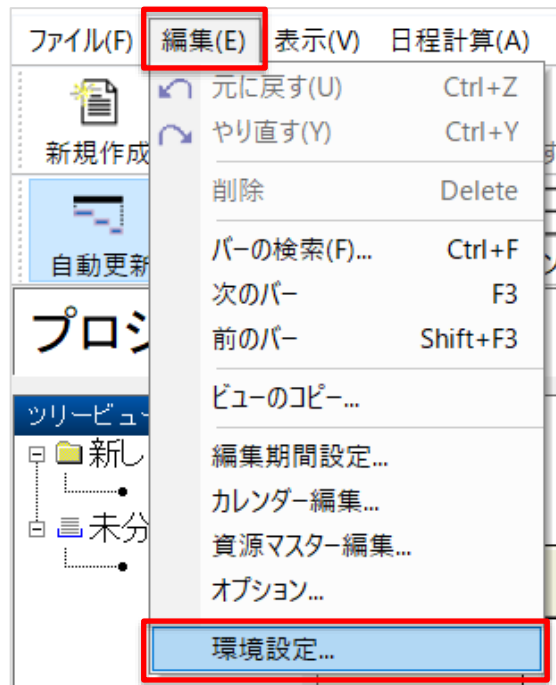 ファイル(F) 編集(E) 表示(V) 日程計算(A)
元に戻す(U) Ctrl+Z
やり直す(Y) Ctrl+Y
新規作成
削除 Delete
自動更新
バーの検索(F)... Ctrl+F
次のバー F3
前のバー Shift+F3
プロジ
ビューのコピー...
ツリービュー
新し
編集期間設定...
カレンダー編集...
未分
資源マスター編集...
オプション...
環境設定...